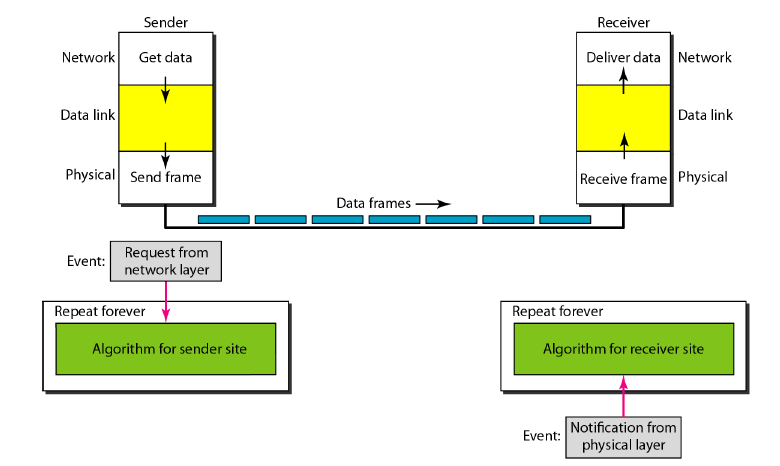 Sender
Receiver
Network
Get data
Deliver data
Network
Data link
Data link
Physical
Send frame
Receive frame
Physical
Data frames
Event:
Request from
network layer
Repeat forever
Algorithm for sender site
Repeat forever
Algorithm for receiver site
Event:
Notification from
physical layer